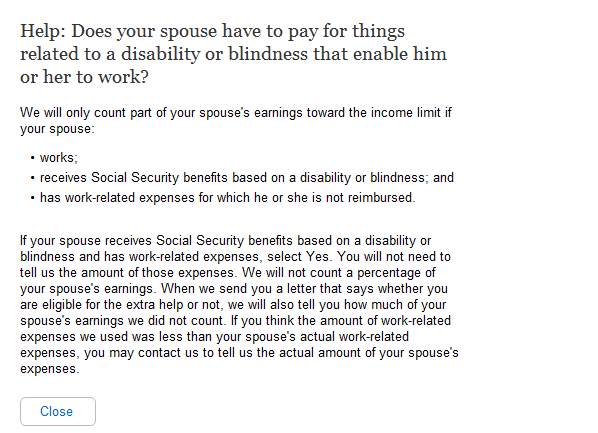 Help: Does your spouse have to pay for things
related to a disability or blindness that enable him
or her to work?
We will only count part of your spouse's earnings toward the income limit if
your spouse:
• works;
• receives Social Security benefits based on a disability or blindness; and
• has work-related expenses for which he or she is not reimbursed.
If your spouse receives Social Security benefits based on a disability or
blindness and has work-related expenses, select Yes. You will not need to
tell us the amount of those expenses. We will not count a percentage of
your spouse's earnings. When we send you a letter that says whether you
are eligible for the extra help or not, we will also tell you how much of your
spouse's earnings we did not count. If you think the amount of work-related
expenses we used was less than your spouse's actual work-related
expenses, you may contact us to tell us the actual amount of your spouse's
expenses.
Close